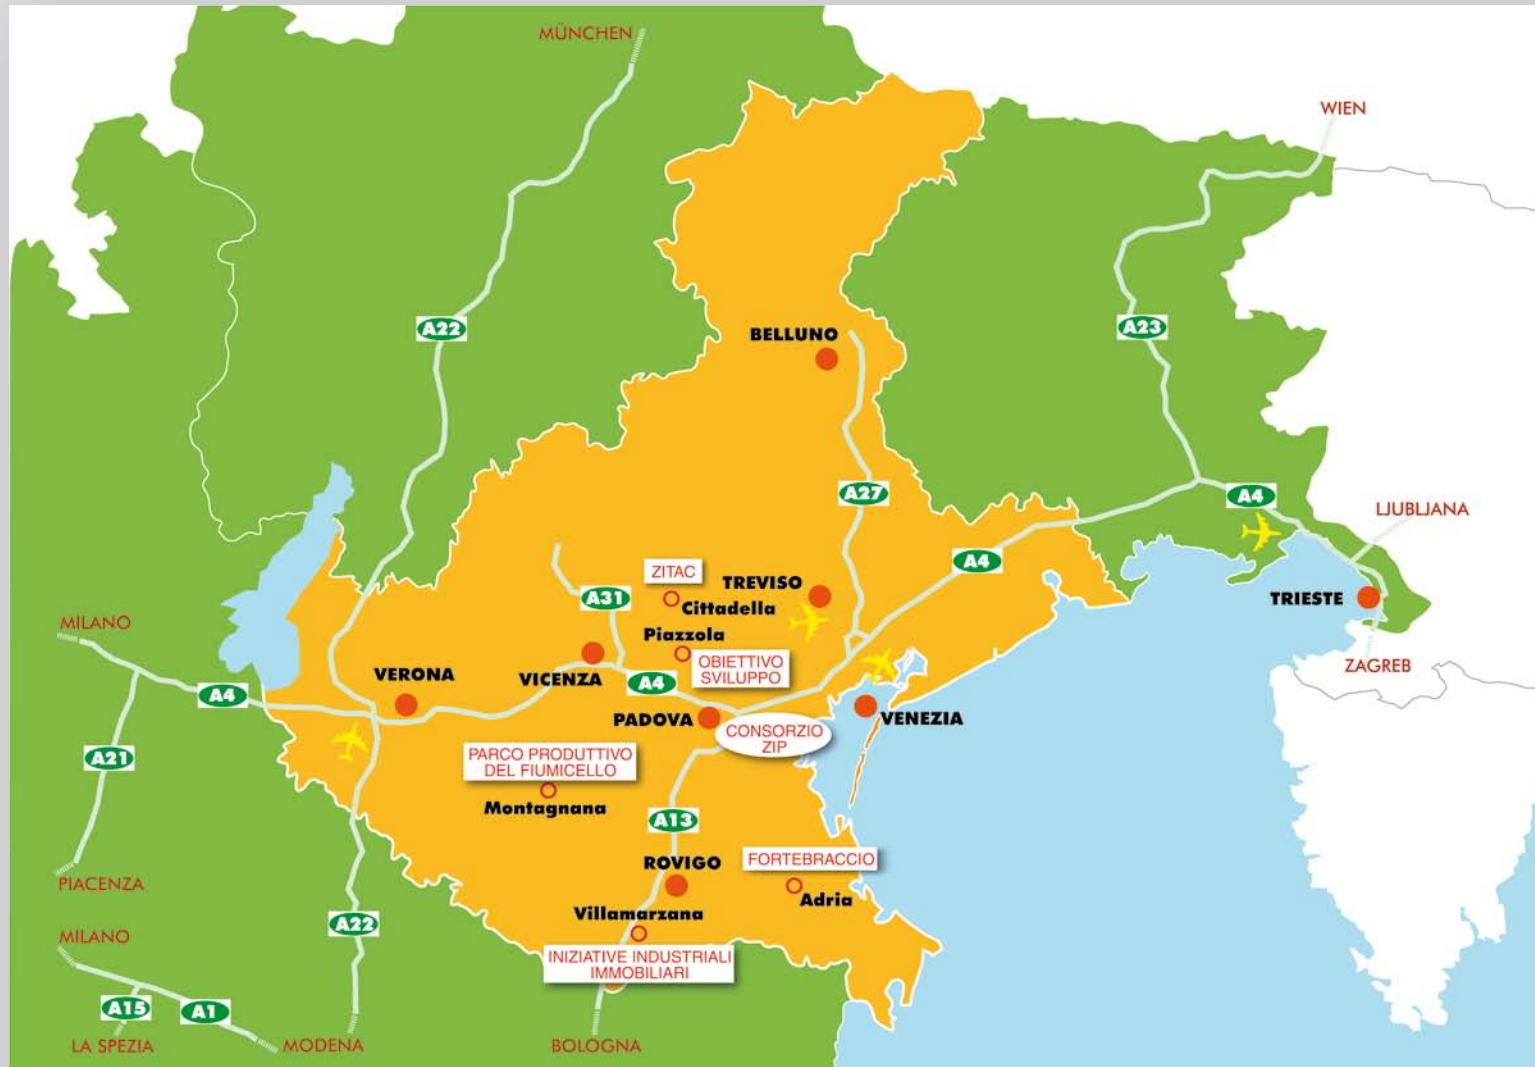 MÜNCHEN
WIEN
A22
BELLUNO
A23
A27
A4
LJUBLJANA
A4
ZITAC
TREVISO
A31
Cittadella
TRIESTE
MILANO
Piazzola
OBIETTIVO
SVILUPPO
ZAGREB
VERONA
VICENZA
A4
A4
PADOVA
VENEZIA
CONSORZIO
ZIP
PARCO PRODUTTIVO
DEL FIUMICELLO
A21
Montagnana
A13
ROVIGO
FORTEBRACCIO
PIACENZA
Adria
Villamarzana
A22
MILANO
INIZIATIVE INDUSTRIALI
IMMOBILIARI
A15
A1
LA SPEZIA
MODENA
BOLOGNA